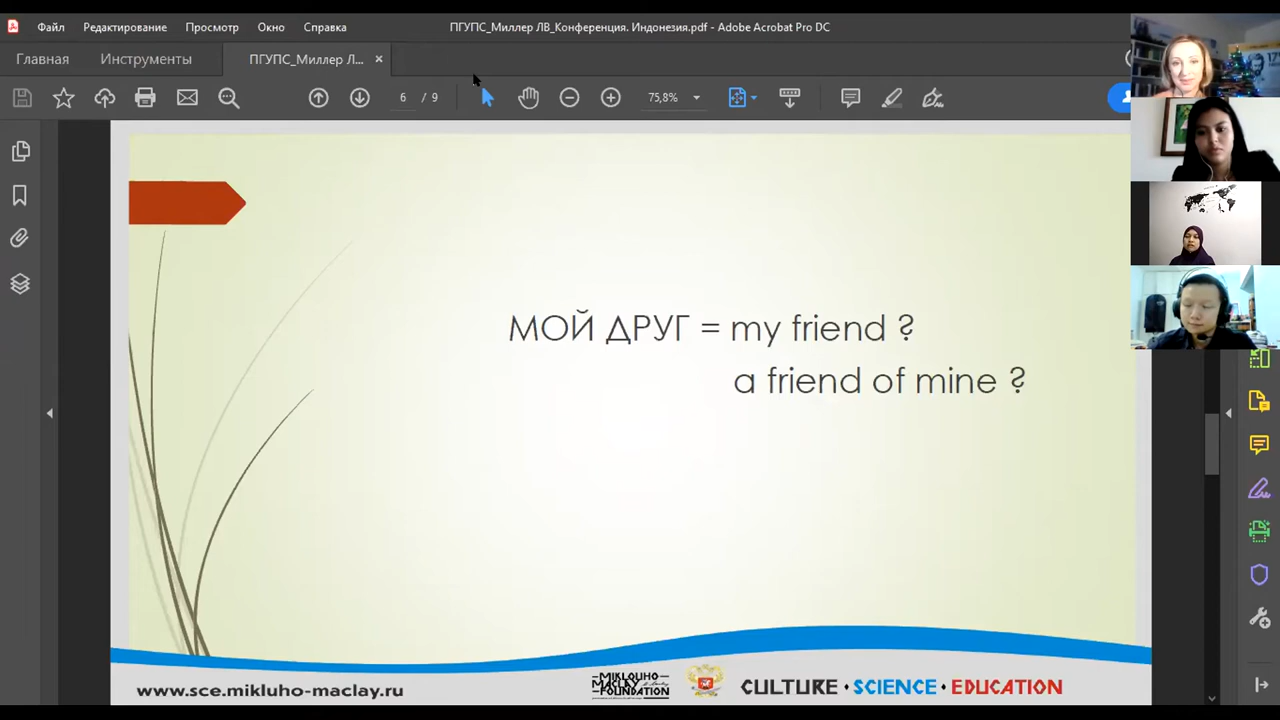 Файл Редактирование Просмотр Окно Справка
ПГУПС_Миллер ЛВ_Конференция. Индонезия.pdf - Adobe Acrobat Pro DC
Главная Инструменты ПГУПС_Миллер Л... ×
6 / 9 75,8%
МОЙ ДРУГ = my friend ?
a friend of mine ?
www.sce.mikluho-maclay.ru
MIKLOUHO
MACLAY
FOUNDATION
CULTURE · SCIENCE · EDUCATION